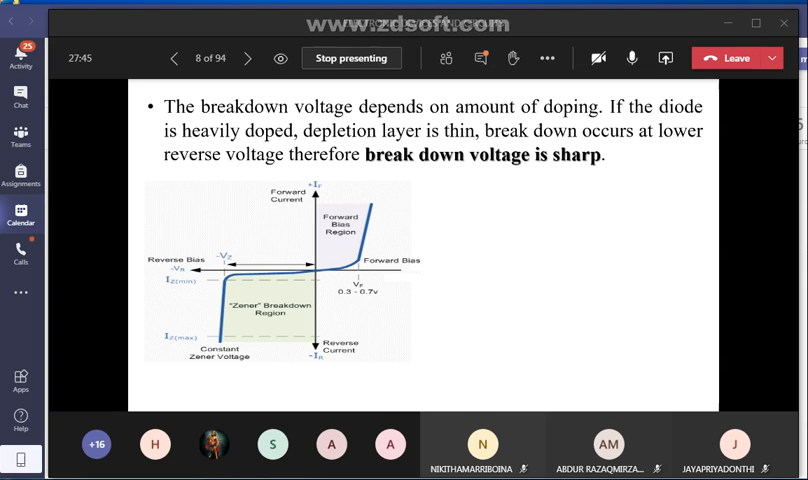 www.zdsoft.com
27:45
8 of 94
Stop presenting
Leave
25
Activity
Chat
Teams
Assignments
Calendar
Calls
Apps
Help
• The breakdown voltage depends on amount of doping. If the diode
is heavily doped, depletion layer is thin, break down occurs at lower
reverse voltage therefore break down voltage is sharp.
+IF
Forward
Current
Forward
Bias
Region
Reverse Bias
-VZ
Forward Bias
-VR
IZ(min)
VF
0.3 - 0.7v
"Zener" Breakdown
Region
IZ(max)
Constant
Zener Voltage
Reverse
Current
-IR
+16
H
S
A
A
N
NIKITHAMARRIBOINA
AM
ABDUR RAZAQMIRZA...
J
JAYAPRIYADONTHI